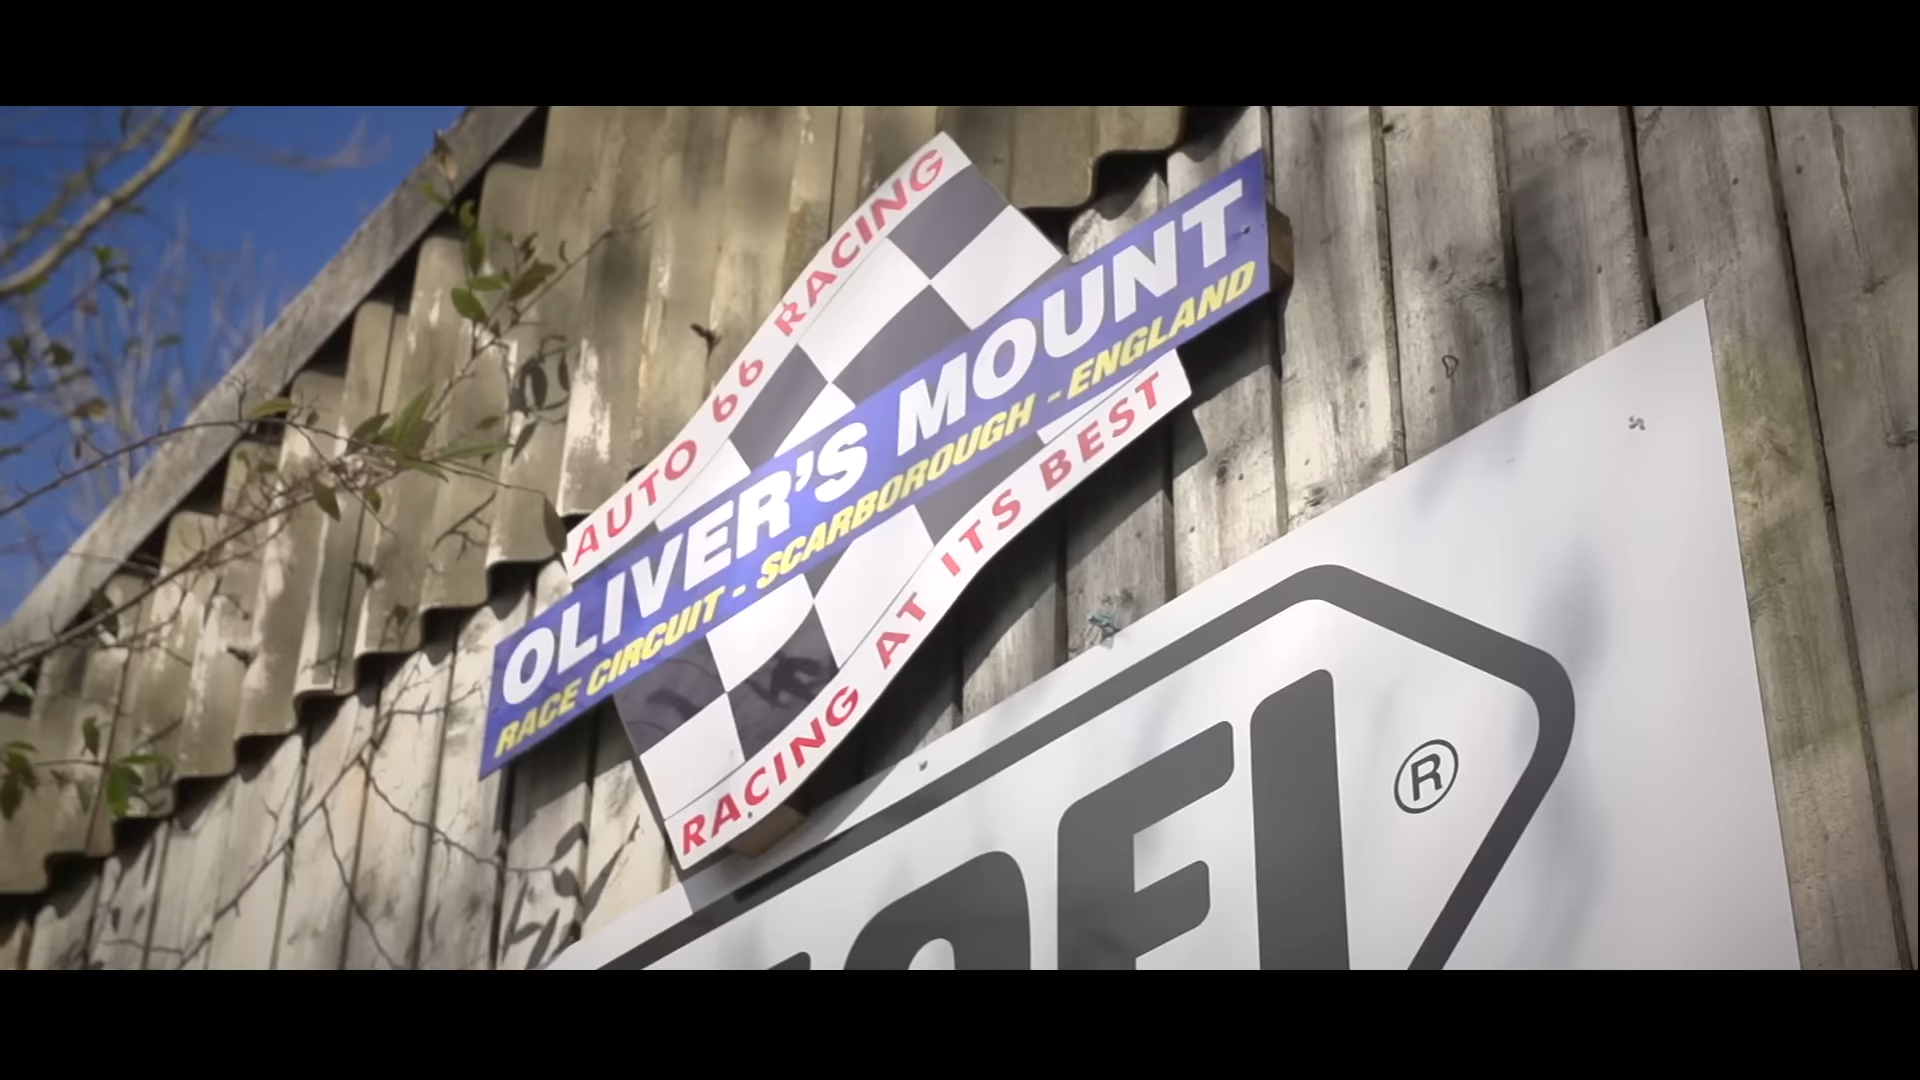 AUTO 66 RACING
OLIVER'S MOUNT
RACE CIRCUIT - SCARBOROUGH - ENGLAND
RACING AT ITS BEST
®